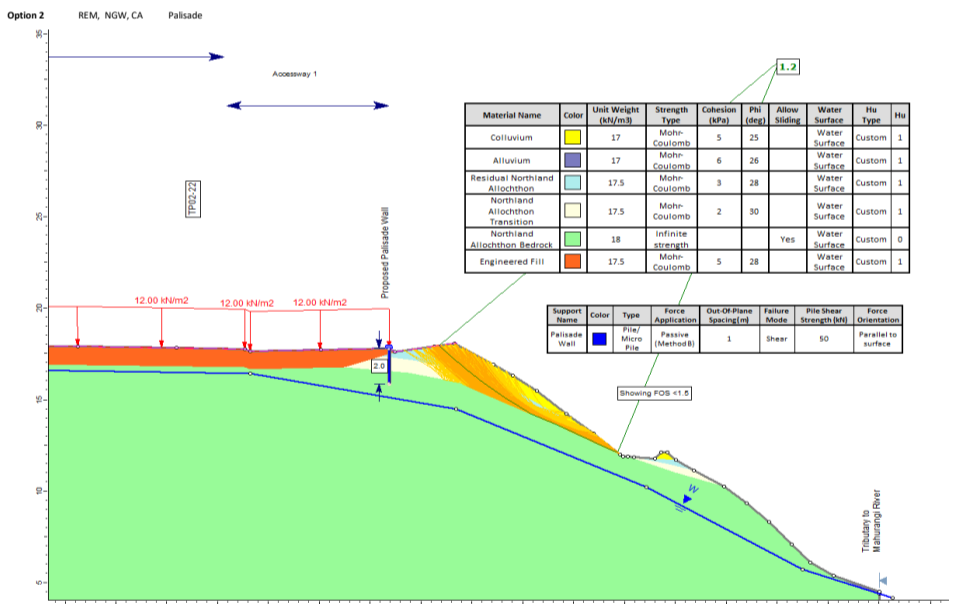 Option 2 REM, NGW, CA Palisade
35
30
25
20
15
10
5
Accessway 1
TP02-22
Proposed Palisade Wall
1.2
Material Name Color Unit Weight (kN/m3) Strength Type Cohesion (kPa) Phi (deg) Allow Sliding Water Surface Hu Type Hu
Colluvium 17 Mohr-Coulomb 5 25 Water Surface Custom 1
Alluvium 17 Mohr-Coulomb 6 26 Water Surface Custom 1
Residual Northland Allochthon 17.5 Mohr-Coulomb 3 28 Water Surface Custom 1
Northland Allochthon Transition 17.5 Mohr-Coulomb 2 30 Water Surface Custom 1
Northland Allochthon Bedrock 18 Infinite strength Yes Water Surface Custom 0
Engineered Fill 17.5 Mohr-Coulomb 5 28 Water Surface Custom 1
12.00 kN/m2
12.00 kN/m2
12.00 kN/m2
Support Name Color Type Force Application Out-Of-Plane Spacing(m) Failure Mode Pile Shear Strength (kN) Force Orientation
Palisade Wall Pile/ Micro Pile Passive (Method B) 1 Shear 50 Parallel to surface
2.0
Showing FOS <1.5
W
Tributary to
Mahurangi River